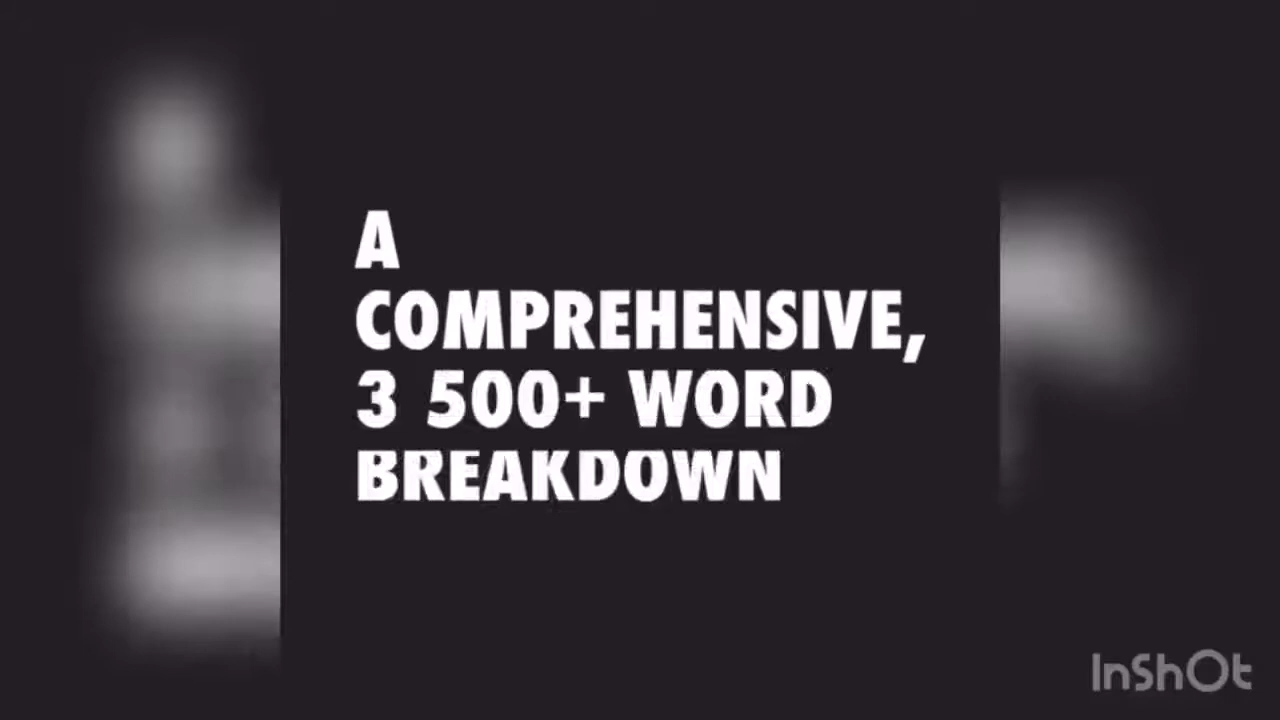 A
COMPREHENSIVE,
3 500+ WORD
BREAKDOWN
InShOt